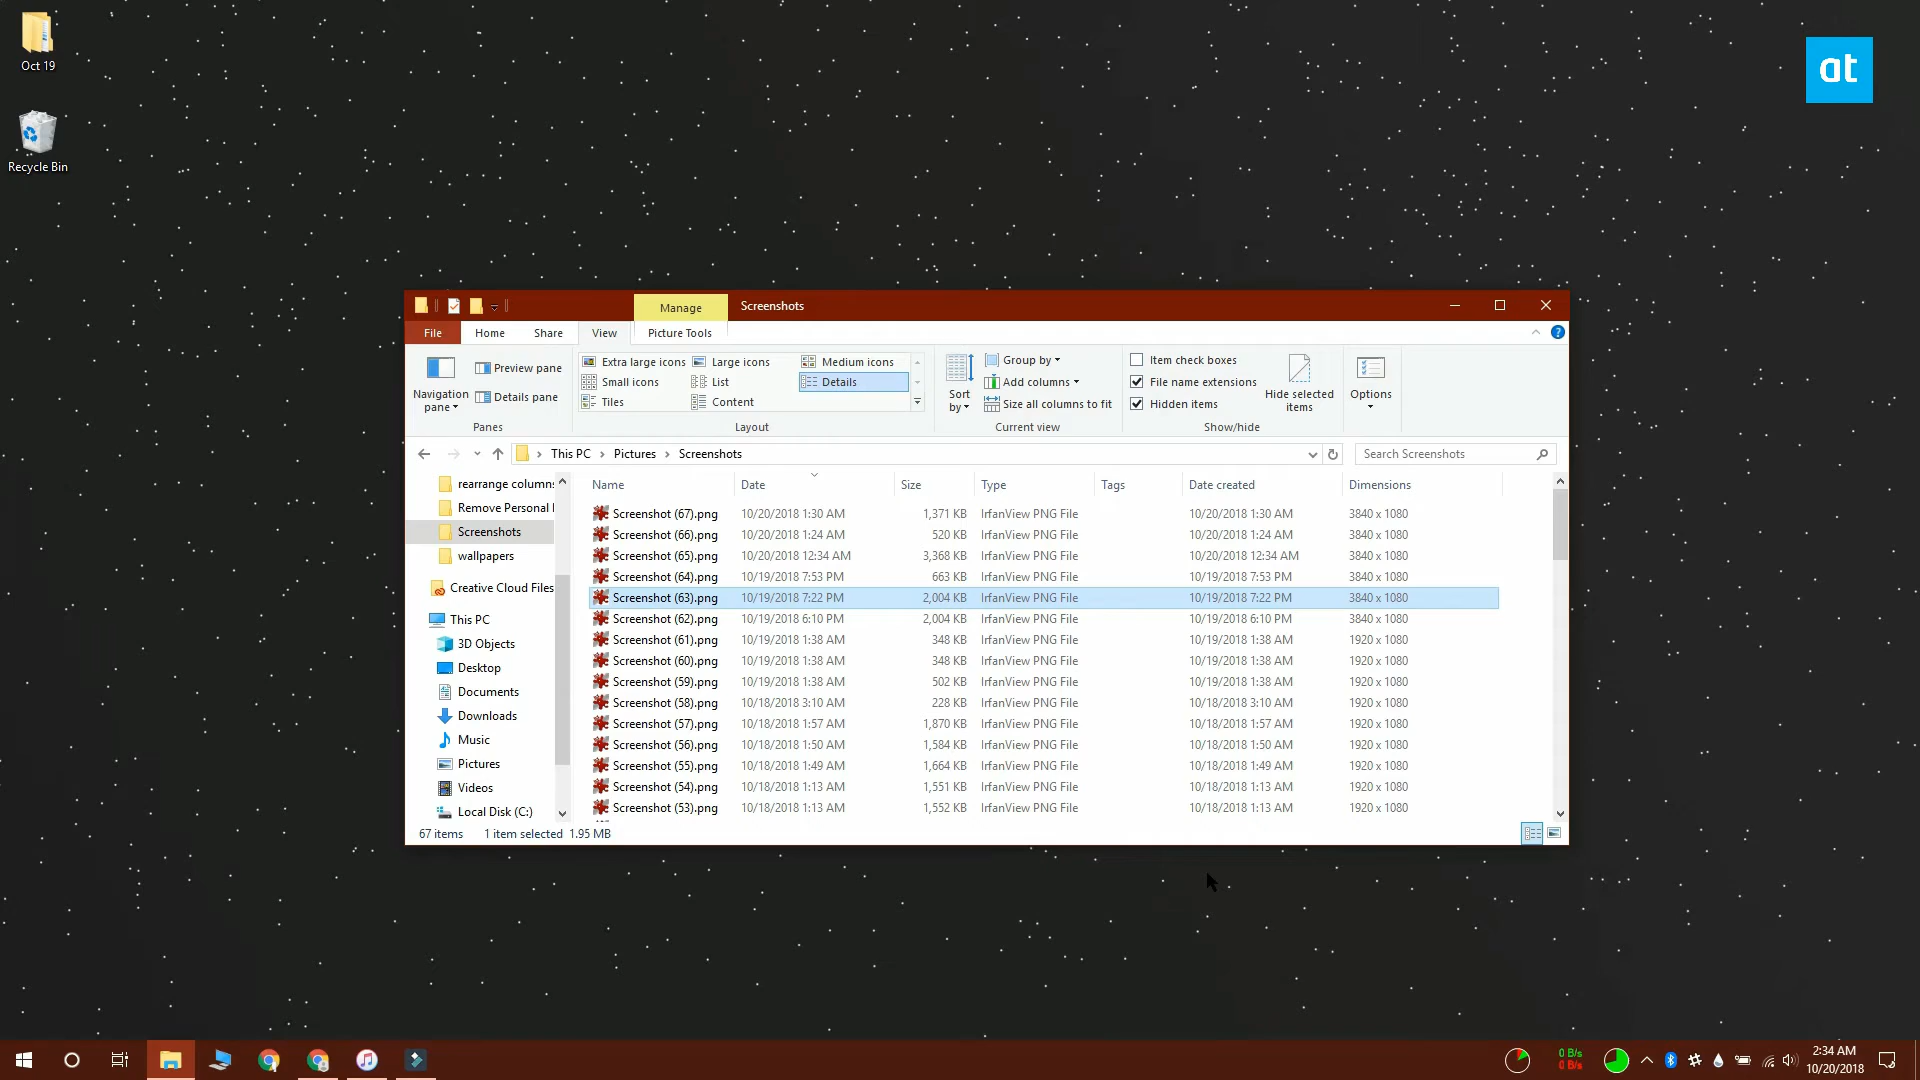 Oct 19
at
Recycle Bin
Manage
Screenshots
File
Home
Share
View
Picture Tools
Navigation pane
Preview pane
Details pane
Panes
Extra large icons
Large icons
Medium icons
Small icons
List
Details
Tiles
Content
Layout
Sort by
Group by
Add columns
Size all columns to fit
Current view
Item check boxes
File name extensions
Hidden items
Hide selected items
Show/hide
Options
This PC > Pictures > Screenshots
Search Screenshots
rearrange columns
Remove Personal
Screenshots
wallpapers
Creative Cloud Files
This PC
3D Objects
Desktop
Documents
Downloads
Music
Pictures
Videos
Local Disk (C:)
Name Date Size Type Tags Date created Dimensions
Screenshot (67).png 10/20/2018 1:30 AM 1,371 KB IrfanView PNG File 10/20/2018 1:30 AM 3840 x 1080
Screenshot (66).png 10/20/2018 1:24 AM 520 KB IrfanView PNG File 10/20/2018 1:24 AM 3840 x 1080
Screenshot (65).png 10/20/2018 12:34 AM 3,368 KB IrfanView PNG File 10/20/2018 12:34 AM 3840 x 1080
Screenshot (64).png 10/19/2018 7:53 PM 663 KB IrfanView PNG File 10/19/2018 7:53 PM 3840 x 1080
Screenshot (63).png 10/19/2018 7:22 PM 2,004 KB IrfanView PNG File 10/19/2018 7:22 PM 3840 x 1080
Screenshot (62).png 10/19/2018 6:10 PM 2,004 KB IrfanView PNG File 10/19/2018 6:10 PM 3840 x 1080
Screenshot (61).png 10/19/2018 1:38 AM 348 KB IrfanView PNG File 10/19/2018 1:38 AM 1920 x 1080
Screenshot (60).png 10/19/2018 1:38 AM 348 KB IrfanView PNG File 10/19/2018 1:38 AM 1920 x 1080
Screenshot (59).png 10/19/2018 1:38 AM 502 KB IrfanView PNG File 10/19/2018 1:38 AM 1920 x 1080
Screenshot (58).png 10/18/2018 3:10 AM 228 KB IrfanView PNG File 10/18/2018 3:10 AM 1920 x 1080
Screenshot (57).png 10/18/2018 1:57 AM 1,870 KB IrfanView PNG File 10/18/2018 1:57 AM 1920 x 1080
Screenshot (56).png 10/18/2018 1:50 AM 1,584 KB IrfanView PNG File 10/18/2018 1:50 AM 1920 x 1080
Screenshot (55).png 10/18/2018 1:49 AM 1,664 KB IrfanView PNG File 10/18/2018 1:49 AM 1920 x 1080
Screenshot (54).png 10/18/2018 1:13 AM 1,551 KB IrfanView PNG File 10/18/2018 1:13 AM 1920 x 1080
Screenshot (53).png 10/18/2018 1:13 AM 1,552 KB IrfanView PNG File 10/18/2018 1:13 AM 1920 x 1080
67 items 1 item selected 1.95 MB
0 B/s
0 B/s
2:34 AM
10/20/2018